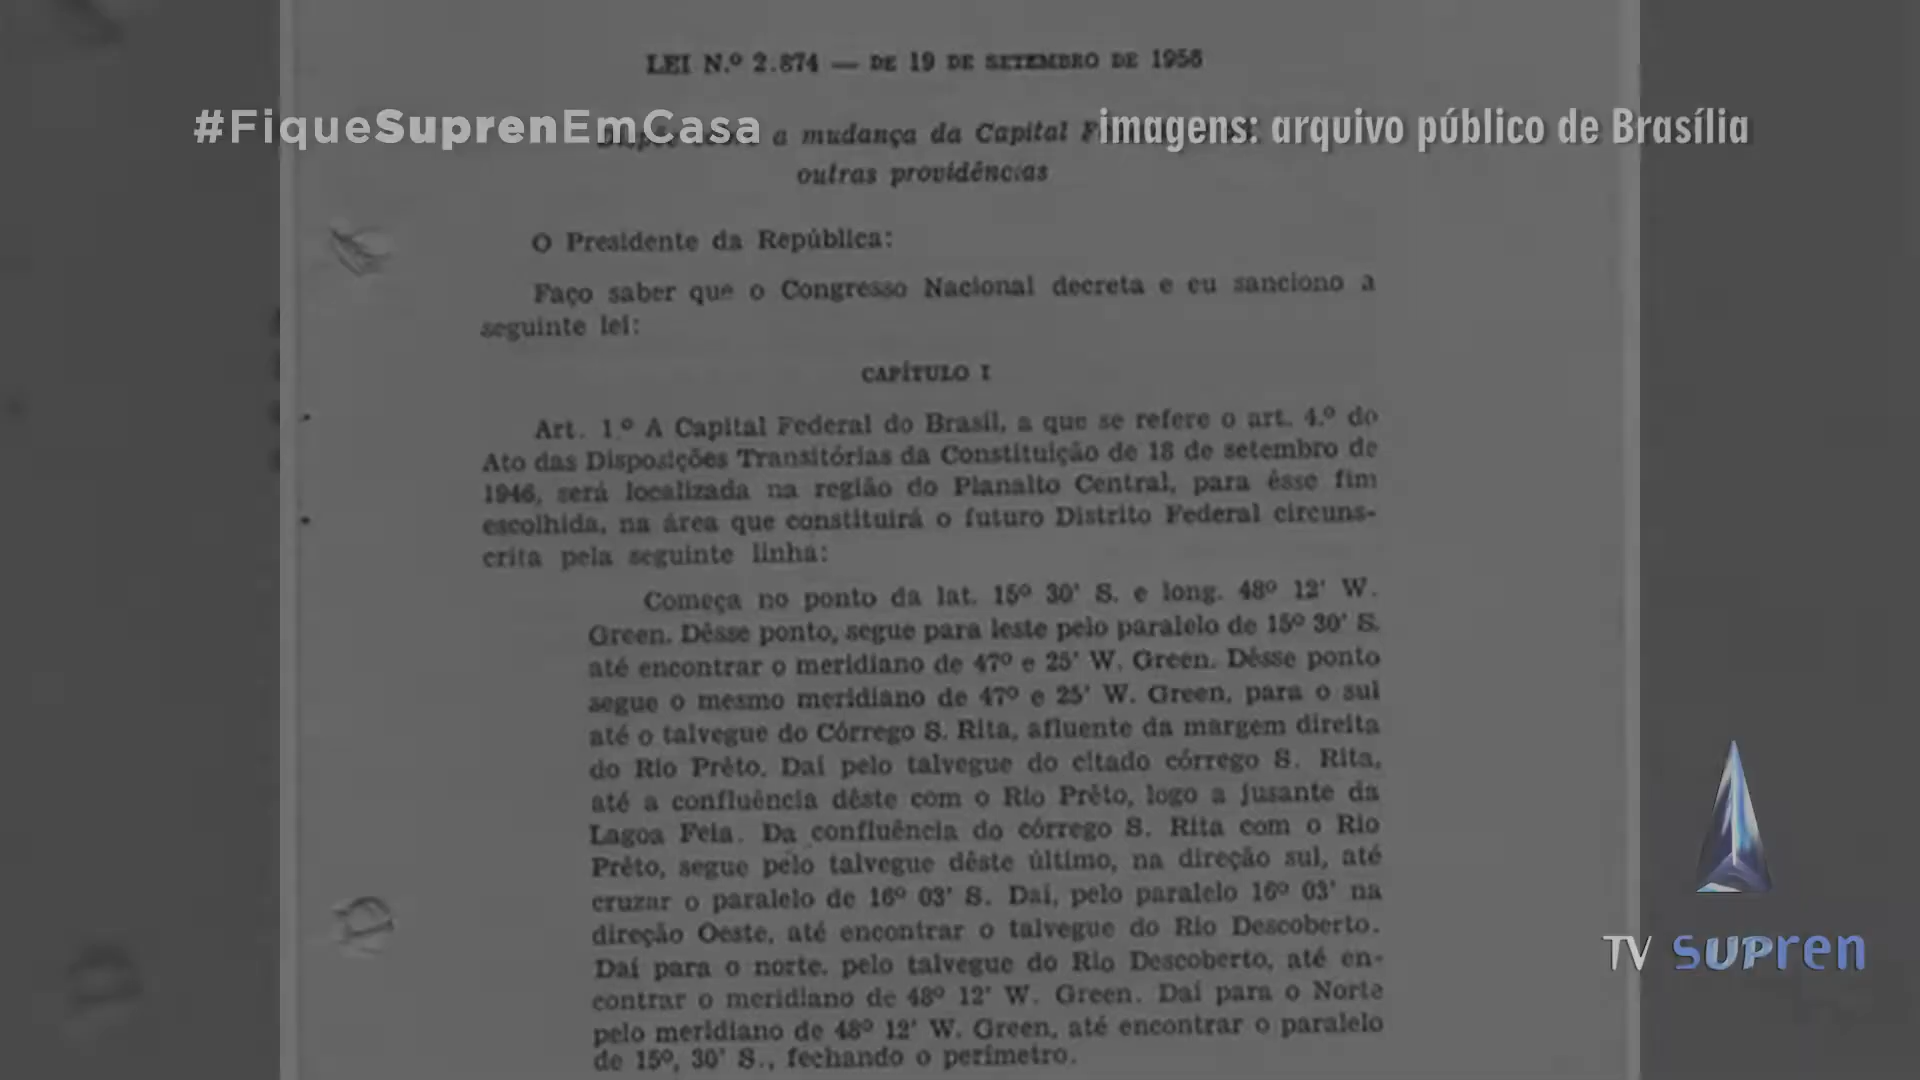 LEI N.º 2.874 — DE 19 DE SETEMBRO DE 1956
#FiqueSuprenEmCasa
imagens: arquivo público de Brasília
a mudança da Capital
outras providências
O Presidente da República:
Faço saber que o Congresso Nacional decreta e eu sanciono a
seguinte lei:
CAPÍTULO I
Art. 1.º A Capital Federal do Brasil, a que se refere o art. 4.º do
Ato das Disposições Transitórias da Constituição de 18 de setembro de
1946, será localizada na região do Planalto Central, para êsse fim
escolhida, na área que constituirá o futuro Distrito Federal circuns-
crita pela seguinte linha:
Começa no ponto da lat. 15º 30' S. e long. 48º 12' W.
Green. Dêsse ponto, segue para leste pelo paralelo de 15º 30' S.
até encontrar o meridiano de 47º e 25' W. Green. Dêsse ponto
segue o mesmo meridiano de 47º e 25' W. Green, para o sul
até o talvegue do Córrego S. Rita, afluente da margem direita
do Rio Prêto. Daí pelo talvegue do citado córrego S. Rita,
até a confluência dêste com o Rio Prêto, logo a jusante da
Lagoa Feia. Da confluência do córrego S. Rita com o Rio
Prêto, segue pelo talvegue dêste último, na direção sul, até
cruzar o paralelo de 16º 03' S. Daí, pelo paralelo 16º 03' na
direção Oeste, até encontrar o talvegue do Rio Descoberto.
Daí para o norte, pelo talvegue do Rio Descoberto, até en-
contrar o meridiano de 48º 12' W. Green. Daí para o Norte
pelo meridiano de 48º 12' W. Green, até encontrar o paralelo
de 15º, 30' S., fechando o perímetro.
TV SUPren